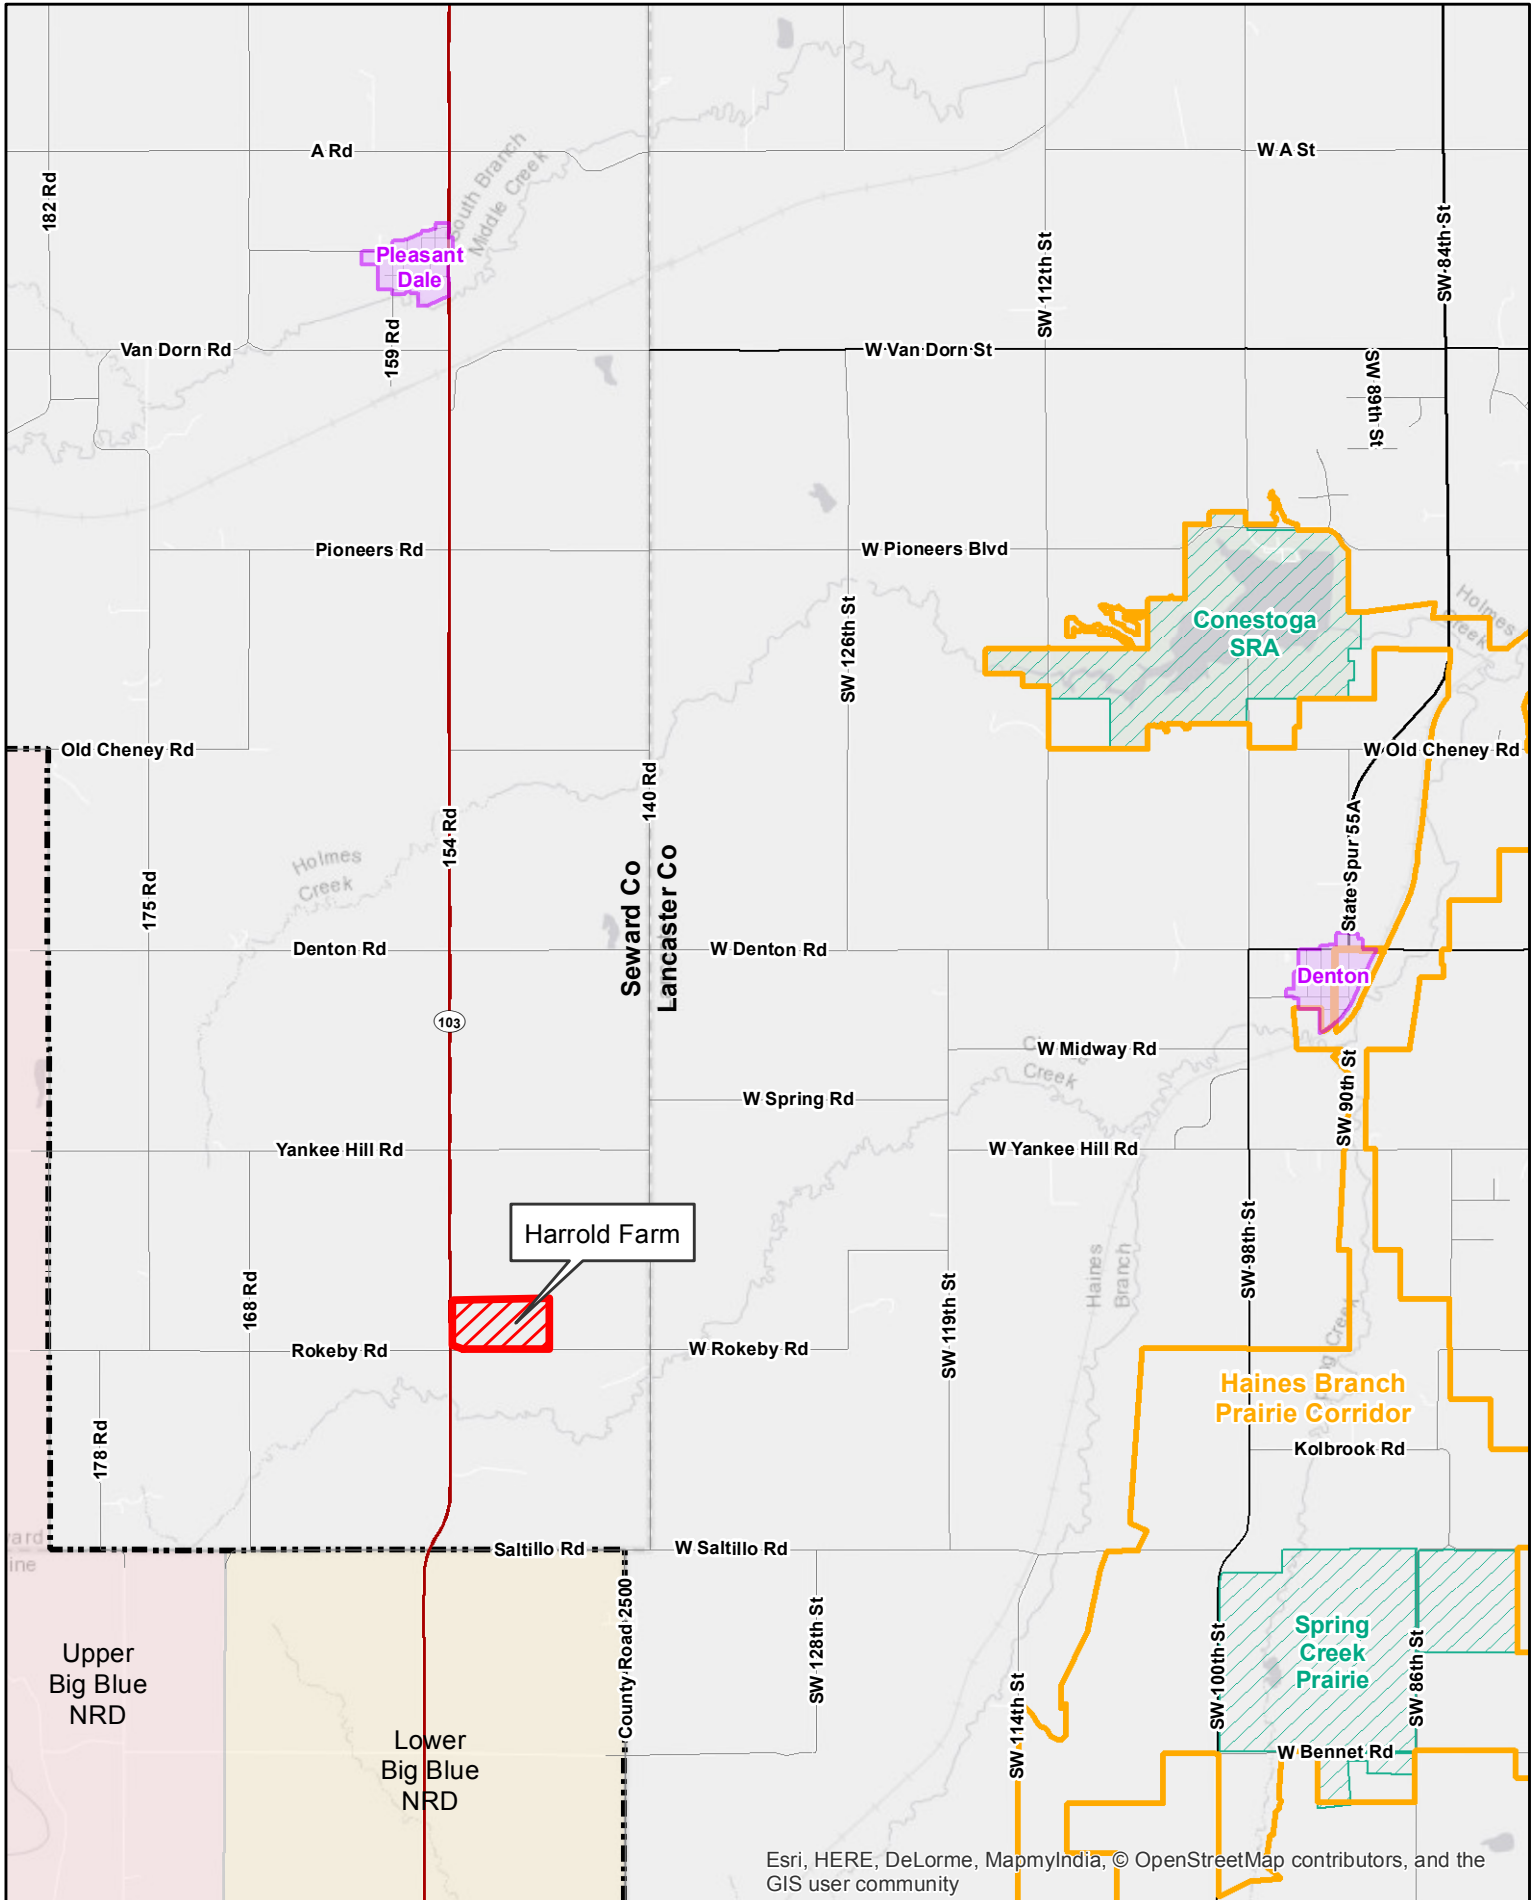 A Rd
W A St
182 Rd
South Branch
Middle Creek
SW 112th St
SW 84th St
Pleasant
Dale
159 Rd
Van Dorn Rd
W Van Dorn St
SW 89th St
Pioneers Rd
W Pioneers Blvd
SW 126th St
Conestoga
SRA
Holmes
Creek
Old Cheney Rd
W Old Cheney Rd
140 Rd
154 Rd
State Spur 55A
Holmes
Creek
175 Rd
Seward Co
Lancaster Co
Denton Rd
W Denton Rd
Denton
103
W Midway Rd
Creek
W Spring Rd
SW 90th St
Yankee Hill Rd
W Yankee Hill Rd
Harrold Farm
168 Rd
SW 98th St
Haines
Branch
SW 119th St
Rokeby Rd
W Rokeby Rd
Creek
Haines Branch
Prairie Corridor
178 Rd
Kolbrook Rd
Saltillo Rd
W Saltillo Rd
County Road 2500
SW 128th St
SW 114th St
SW 100th St
Spring
Creek
Prairie
SW 86th St
Upper
Big Blue
NRD
Lower
Big Blue
NRD
W Bennet Rd
Esri, HERE, DeLorme, MapmyIndia, © OpenStreetMap contributors, and the
GIS user community